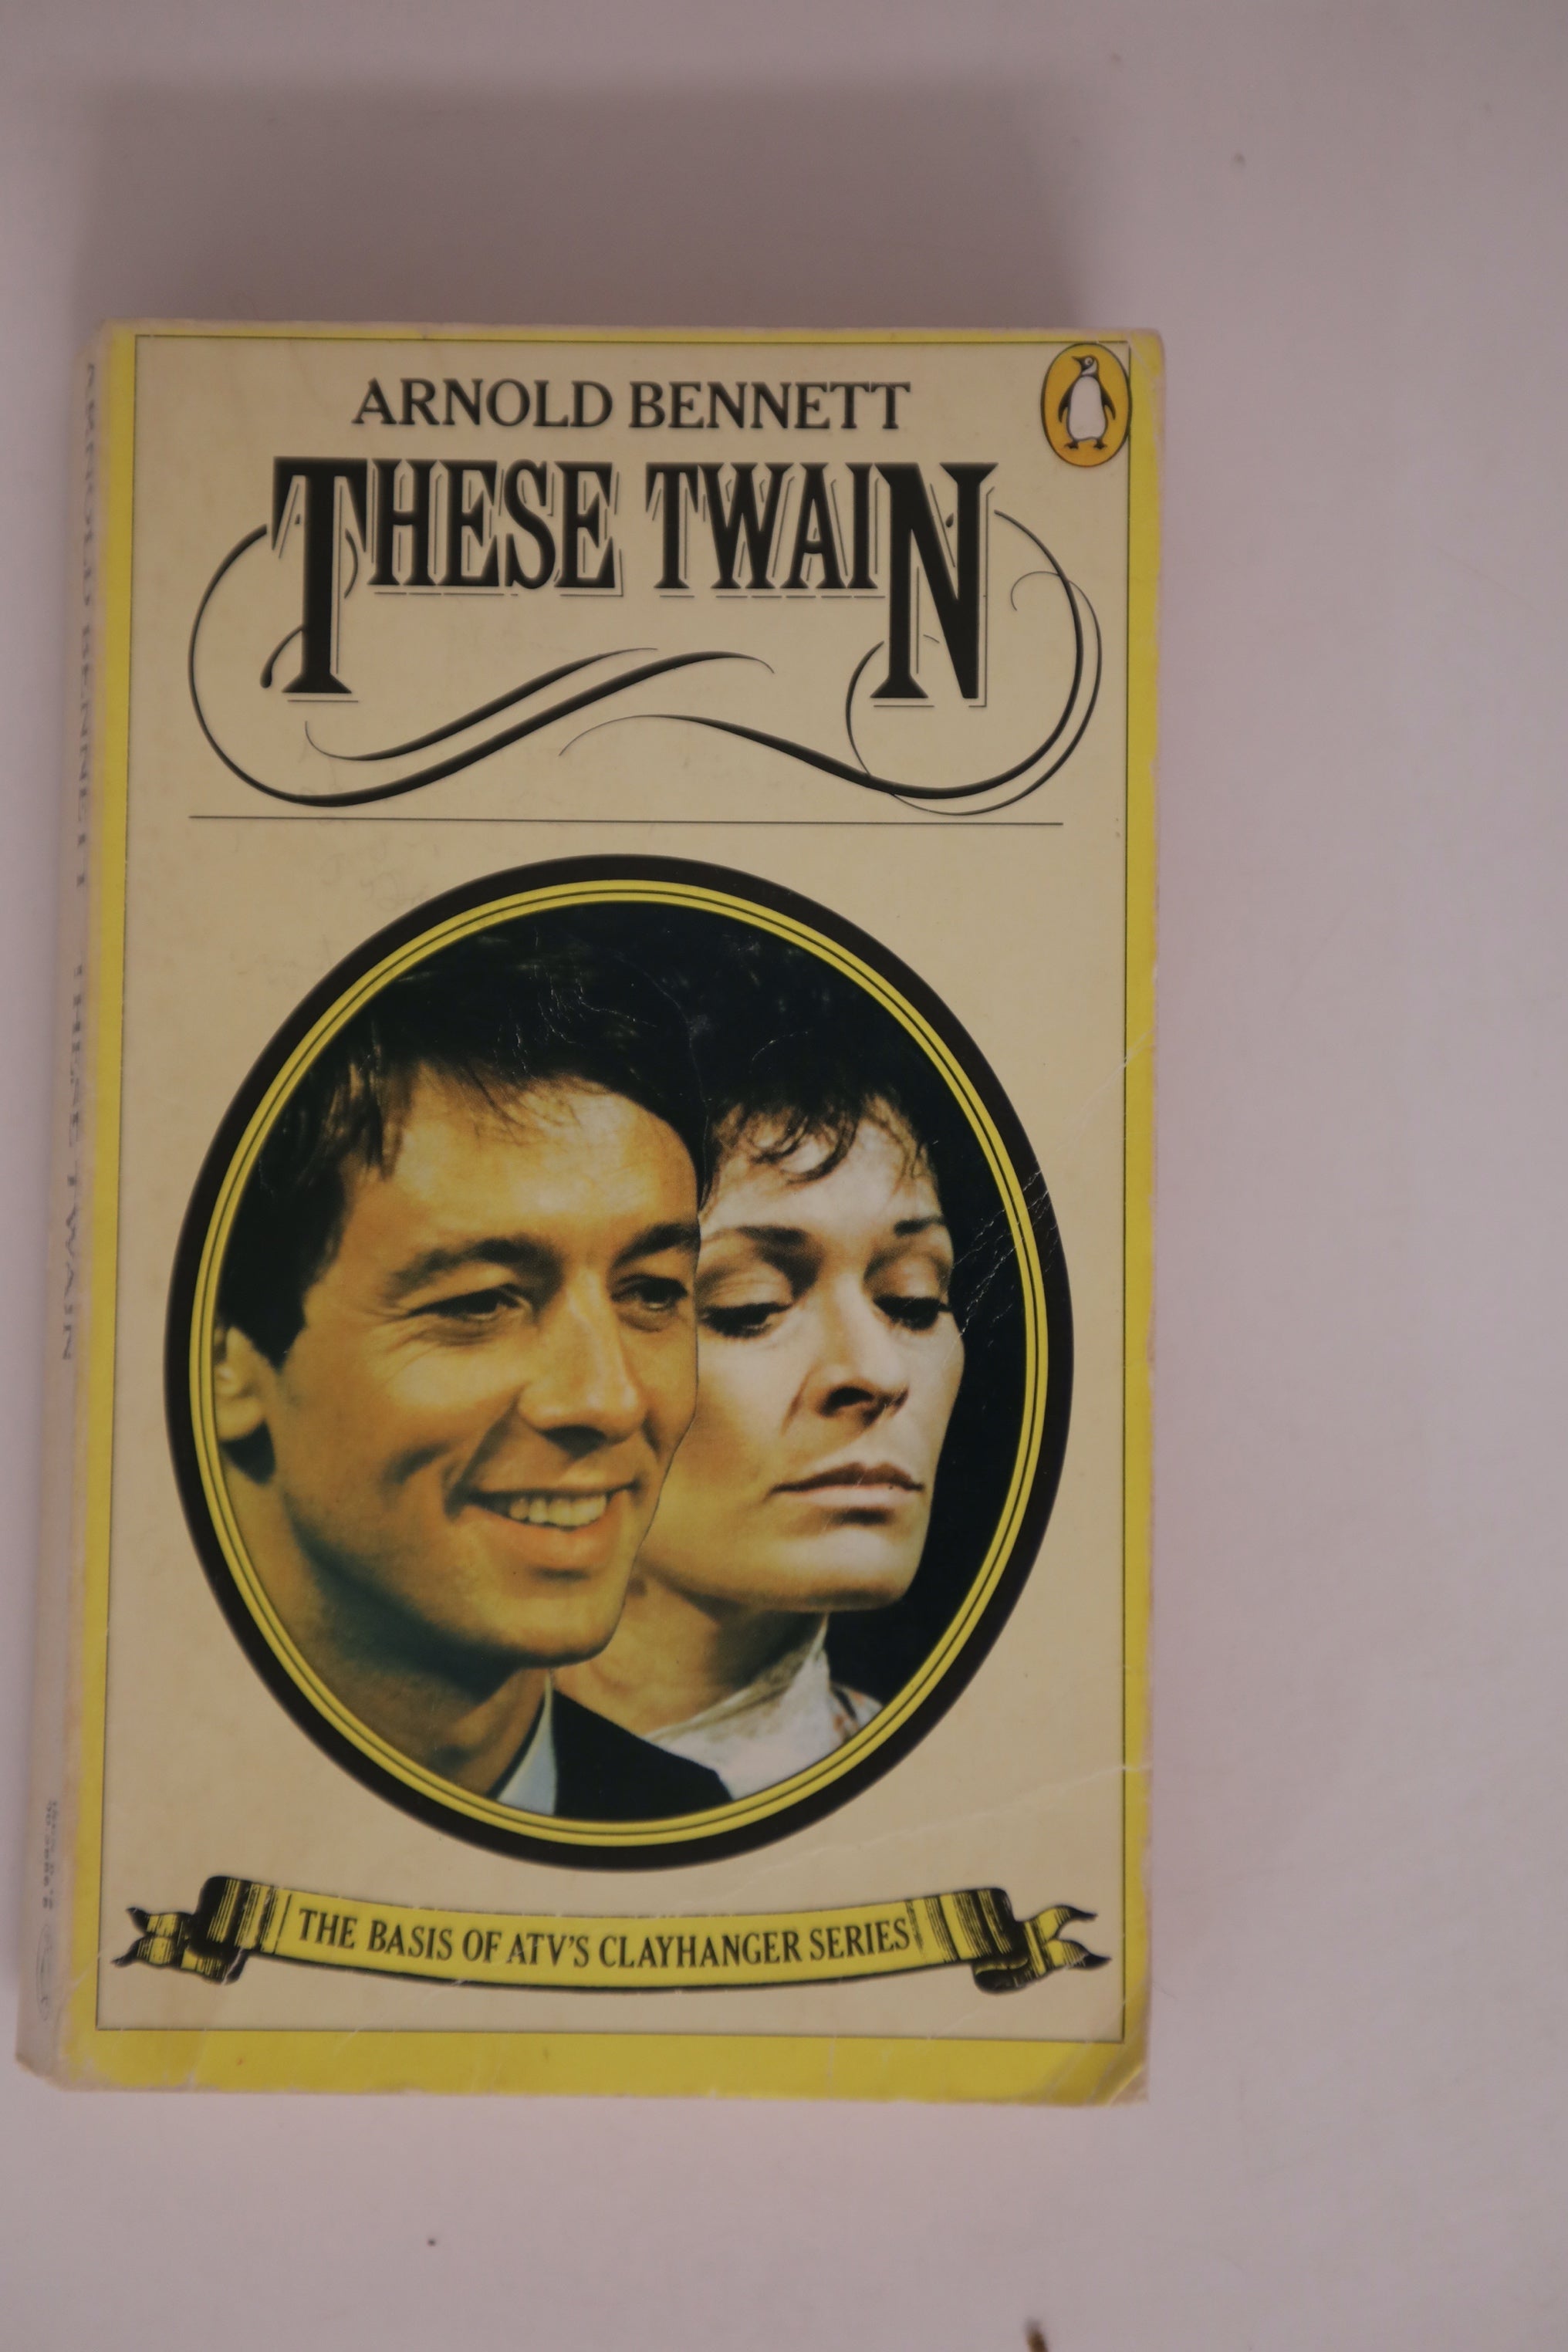 ARNOLD BENNETT
THESE TWAIN
THE BASIS OF ATV'S CLAYHANGER SERIES
ARNOLD BENNETT THESE TWAIN